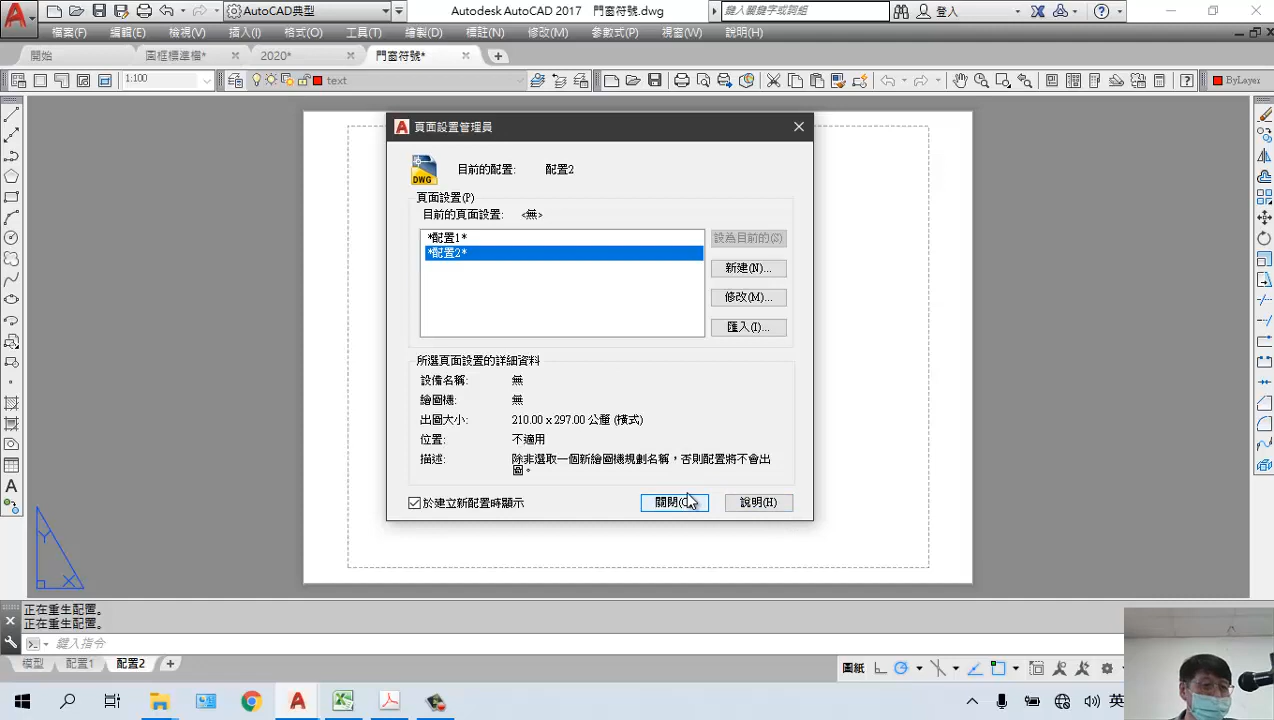 AutoCAD典型
Autodesk AutoCAD 2017 門窗符號.dwg
鍵入關鍵字或詞組
登入
檔案(F) 編輯(E) 檢視(V) 插入(I) 格式(O) 工具(T) 繪製(D) 標註(N) 修改(M) 參數式(P) 視窗(W) 說明(H)
開始 圖框標準檔* 2020* 門窗符號*
1:100 text ByLayer
頁面設置管理員
DWG 目前的配置: 配置2
頁面設置(P)
目前的頁面設置: <無>
*配置1*
*配置2*
設為目前的(S)
新建(N)...
修改(M)...
匯入(I)...
所選頁面設置的詳細資料
設備名稱: 無
繪圖機: 無
出圖大小: 210.00 x 297.00 公釐 (橫式)
位置: 不適用
描述: 除非選取一個新繪圖機規劃名稱，否則配置將不會出
圖。
於建立新配置時顯示 關閉(C) 說明(H)
Y
X
正在重生配置。
正在重生配置。
鍵入指令
模型 配置1 配置2
圖紙
英